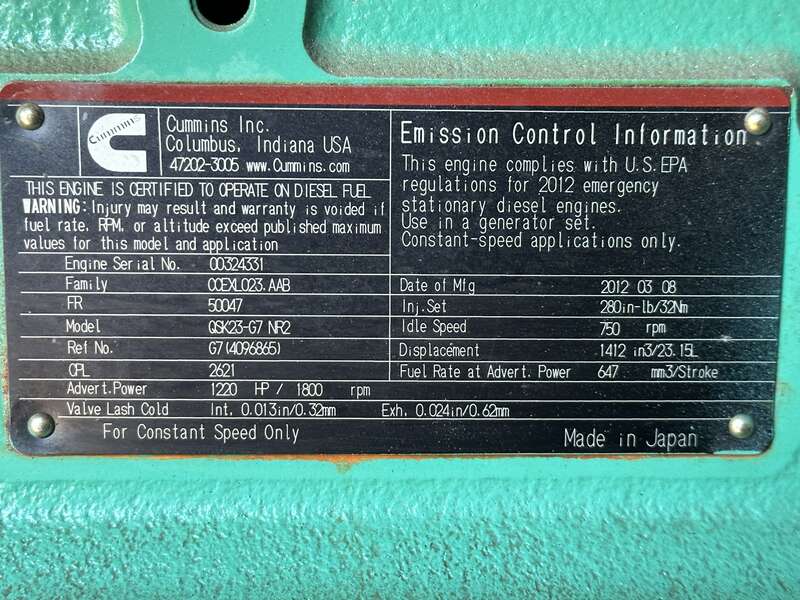 Cummins
Cummins Inc.
Columbus, Indiana USA
47202-3005 www.Cummins.com
THIS ENGINE IS CERTIFIED TO OPERATE ON DIESEL FUEL
WARNING: Injury may result and warranty is voided if
fuel rate, RPM, or altitude exceed published maximum
values for this model and application
Emission Control Information
This engine complies with U.S.EPA
regulations for 2012 emergency
stationary diesel engines.
Use in a generator set.
Constant-speed applications only.
Engine Serial No. 00324331
Family CCEXL023.AAB
FR 50047
Model QSK23-G7 NR2
Ref No. G7(4096865)
CPL 2621
Date of Mfg 2012 03 08
Inj.Set 280in-lb/32Nm
Idle Speed 750 rpm
Displacement 1412 in3/23.15L
Fuel Rate at Advert. Power 647 mm3/Stroke
Advert.Power 1220 HP / 1800 rpm
Valve Lash Cold Int. 0.013in/0.32mm Exh. 0.024in/0.62mm
For Constant Speed Only
Made in Japan